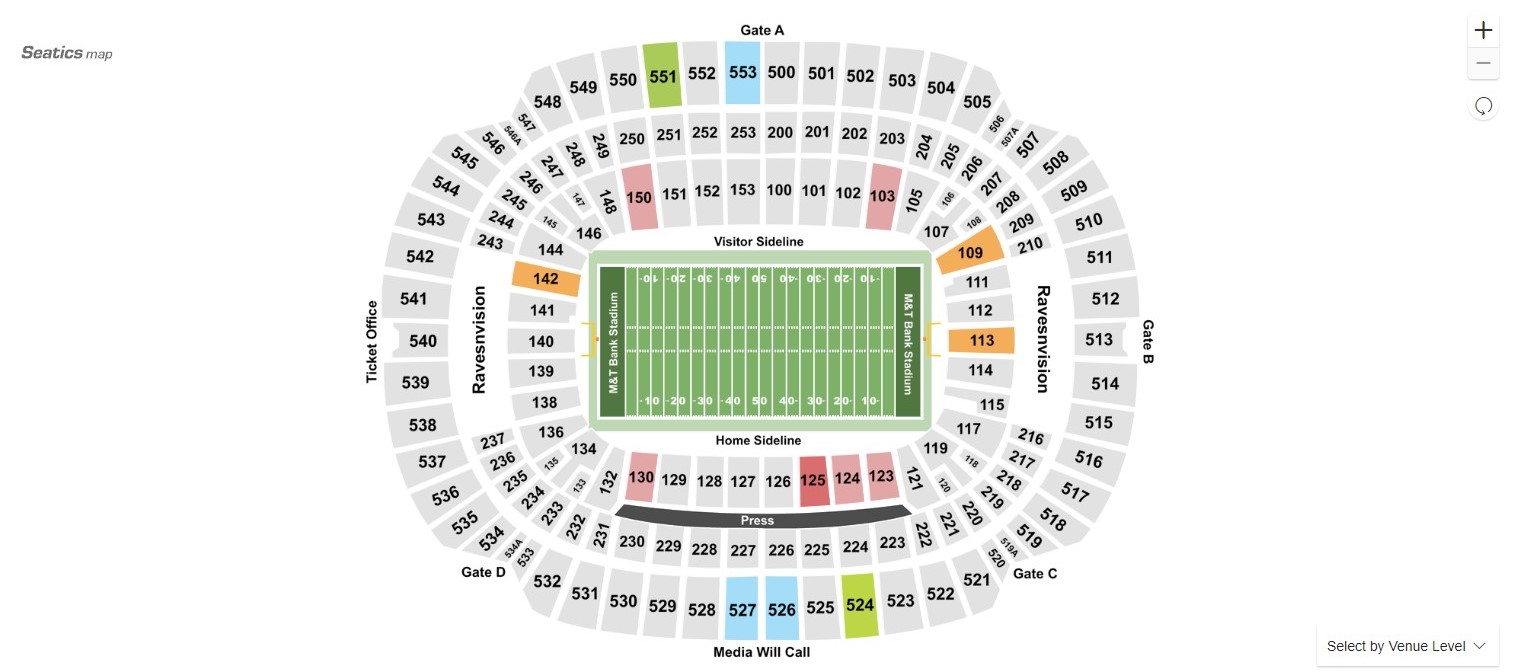 Gate A
Seatics map
548 549 550 551 552 553 500 501 502 503 504 505
545 546 546A 547 506 507A 507 508
249 250 251 252 253 200 201 202 203 204
246 247 248 205 206 207
544 245 208 509
543 244 209 510
542 243 210 511
145 147 148 150 151 152 153 100 101 102 103 105 106 108
146 107
Visitor Sideline
144 109
142 111
541 141 112 512
540 140 113 513
539 139 114 514
538 138 115 515
Ticket Office
Ravensvision
M&T Bank Stadium
-10 -20 -30 -40 50 40- 30- 20- 10-
-10 -20 -30 -40 50 40- 30- 20- 10-
M&T Bank Stadium
Ravesnvision
Gate B
136 117
134 119
Home Sideline
135 133 132 130 129 128 127 126 125 124 123 121 120 118
237 216
537 236 217 516
536 235 218 517
535 234 219 518
534 233 220 519
534A 533 232 221 520 519A
Press
231 230 229 228 227 226 225 224 223 222
Gate D
Gate C
532 531 530 529 528 527 526 525 524 523 522 521
Media Will Call
Select by Venue Level